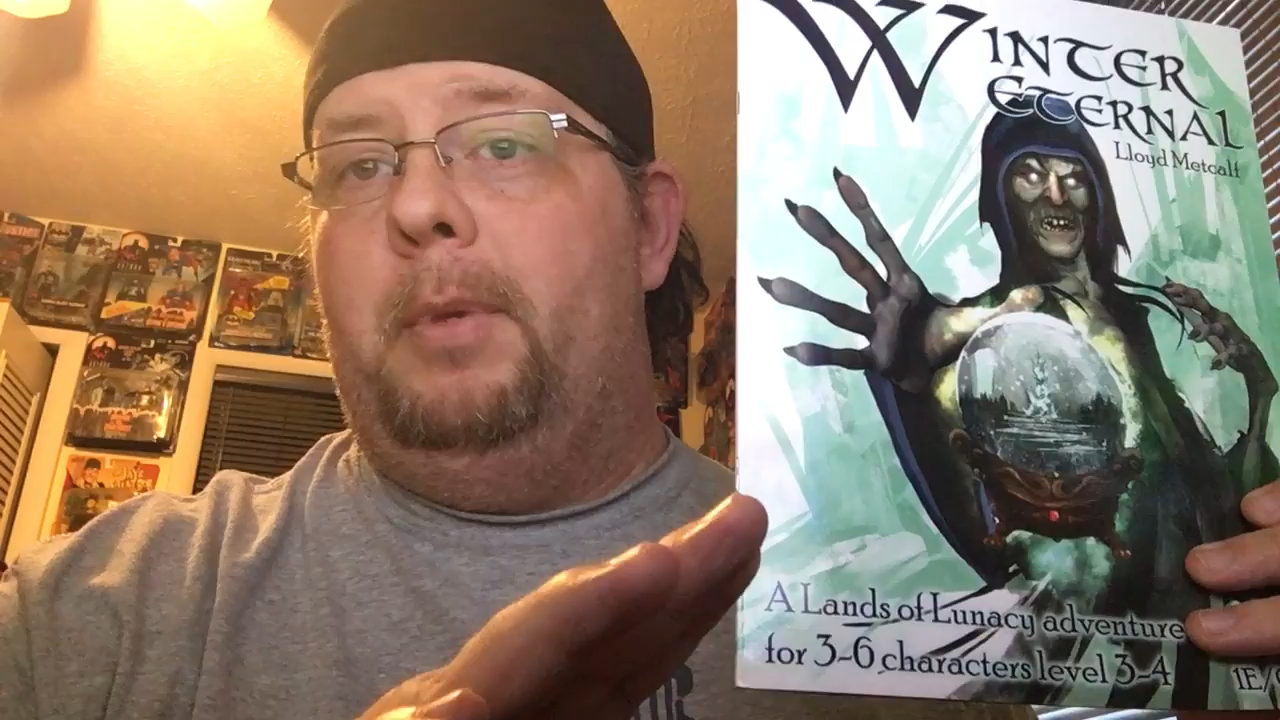 WINTER
ETERNAL
Lloyd Metcalf
A Lands of Lunacy adventure
for 3-6 characters level 3-4
1E/